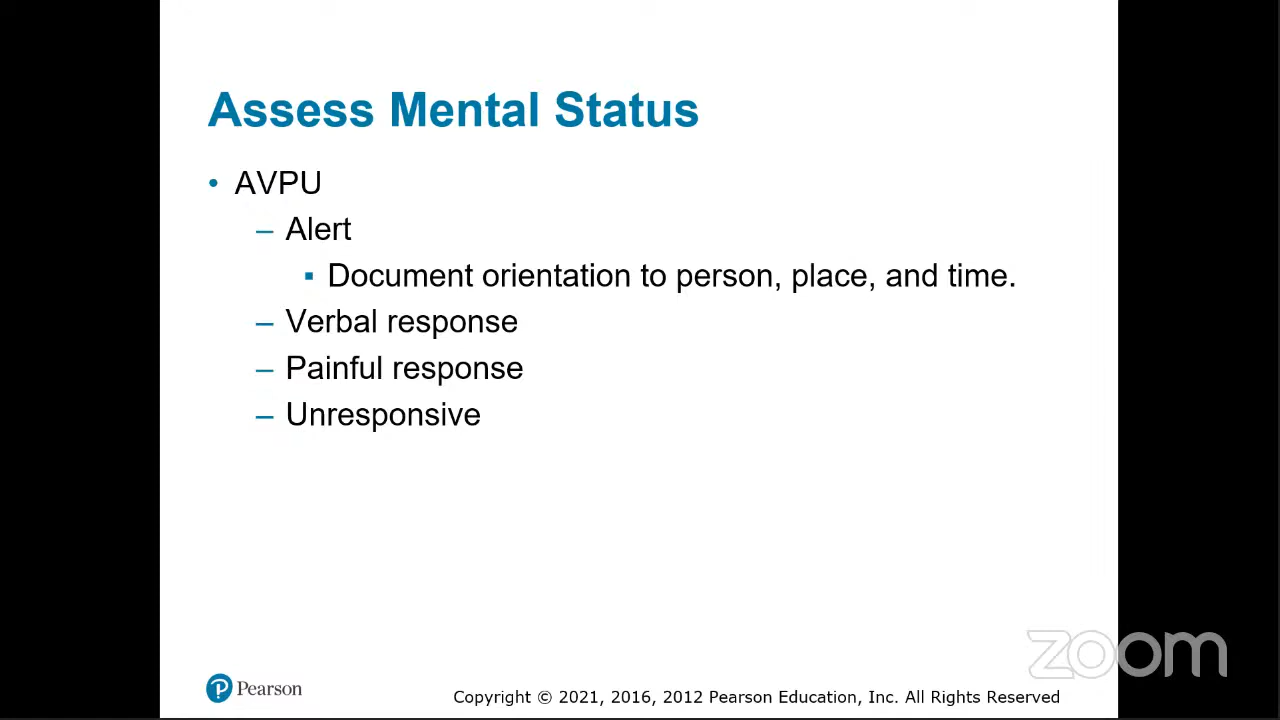 Assess Mental Status
• AVPU
– Alert
▪ Document orientation to person, place, and time.
– Verbal response
– Painful response
– Unresponsive
zoom
Pearson
Copyright © 2021, 2016, 2012 Pearson Education, Inc. All Rights Reserved